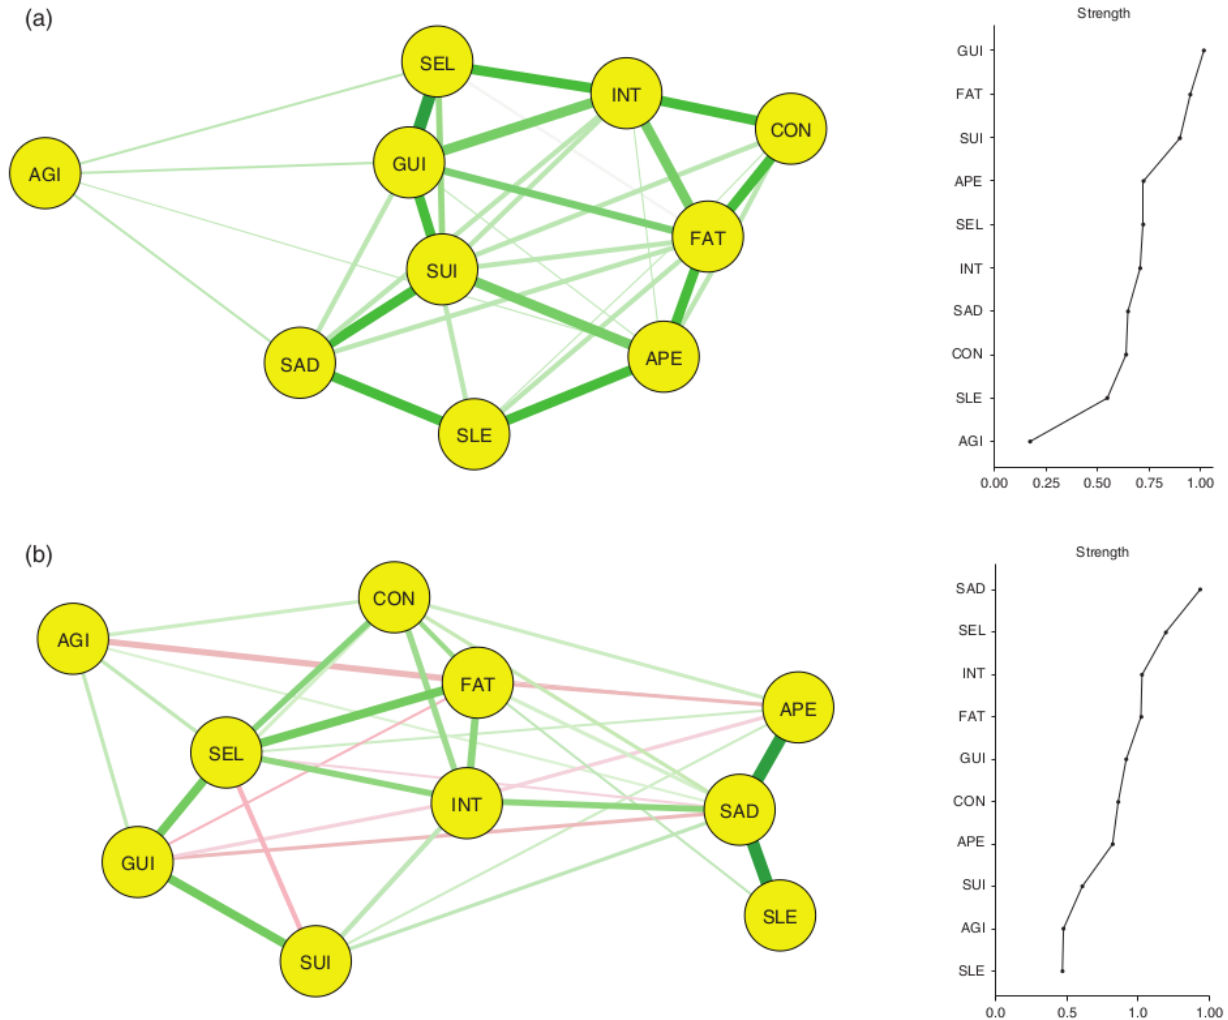 (a)
SEL
INT
CON
GUI
AGI
FAT
SUI
SAD
APE
SLE
Strength
GUI
FAT
SUI
APE
SEL
INT
SAD
CON
SLE
AGI
0.00 0.25 0.50 0.75 1.00
(b)
CON
AGI
FAT
APE
SEL
INT
SAD
GUI
SLE
SUI
Strength
SAD
SEL
INT
FAT
GUI
CON
APE
SUI
AGI
SLE
0.0 0.5 1.0 1.00